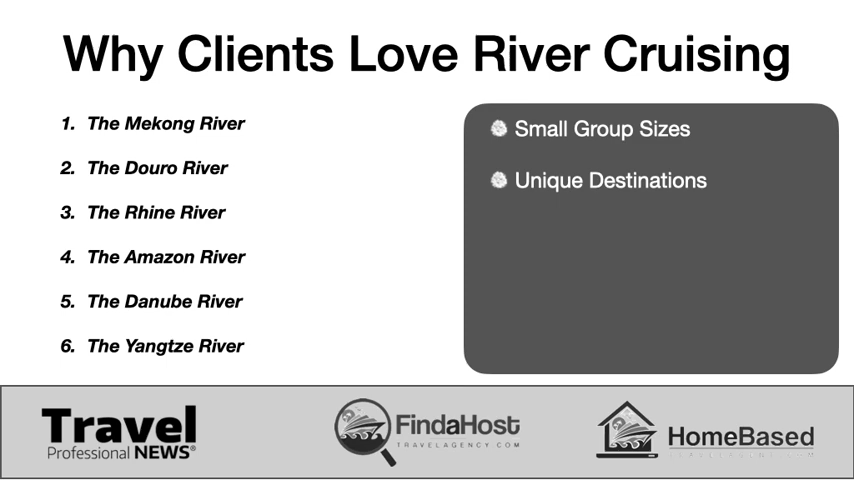 Why Clients Love River Cruising
1. The Mekong River
2. The Douro River
3. The Rhine River
4. The Amazon River
5. The Danube River
6. The Yangtze River
Small Group Sizes
Unique Destinations
Travel
Professional NEWS®
FindaHost
TRAVELAGENCY.COM
HomeBased